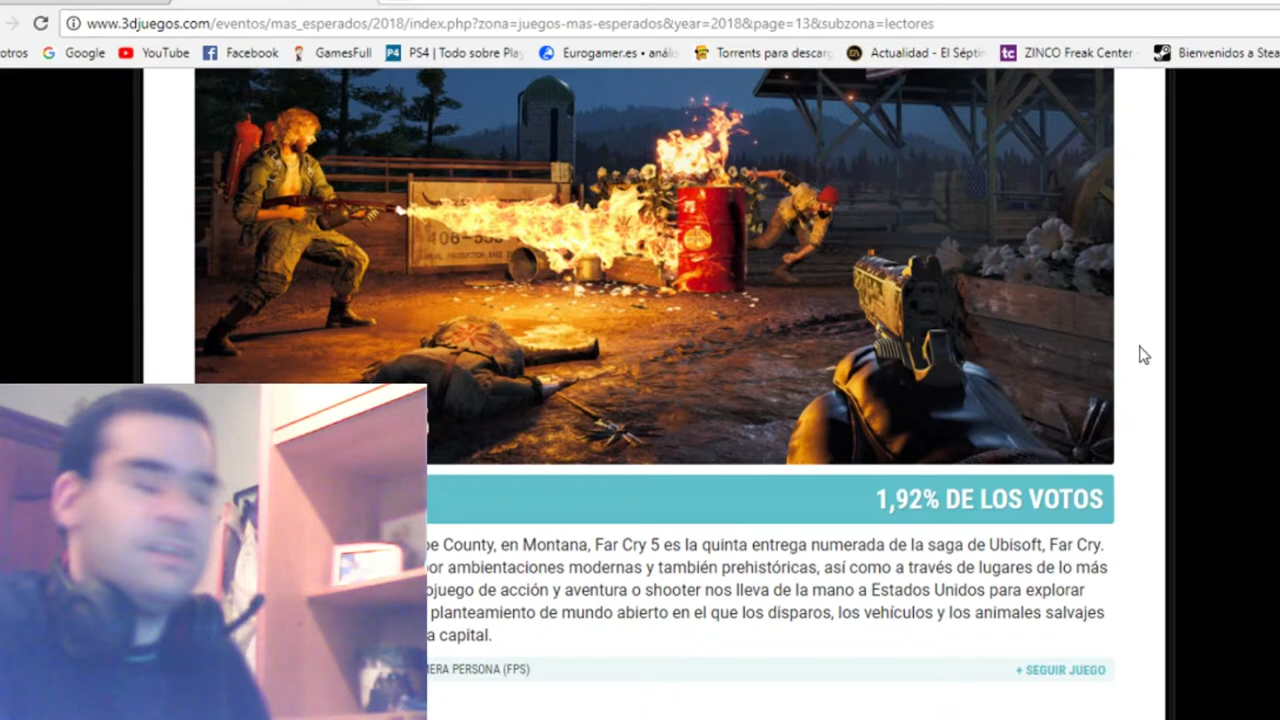 www.3djuegos.com/eventos/mas_esperados/2018/index.php?zona=juegos-mas-esperados&year=2018&page=13&subzona=lectores
otros Google YouTube Facebook GamesFull PS4 | Todo sobre Play Eurogamer.es • anális Torrents para descarg Actualidad - El Séptim ZINCO Freak Center Bienvenidos a Stea
406-55
1,92% DE LOS VOTOS
pe County, en Montana, Far Cry 5 es la quinta entrega numerada de la saga de Ubisoft, Far Cry.
por ambientaciones modernas y también prehistóricas, así como a través de lugares de lo más
ojuego de acción y aventura o shooter nos lleva de la mano a Estados Unidos para explorar
planteamiento de mundo abierto en el que los disparos, los vehículos y los animales salvajes
a capital.
MERA PERSONA (FPS) + SEGUIR JUEGO